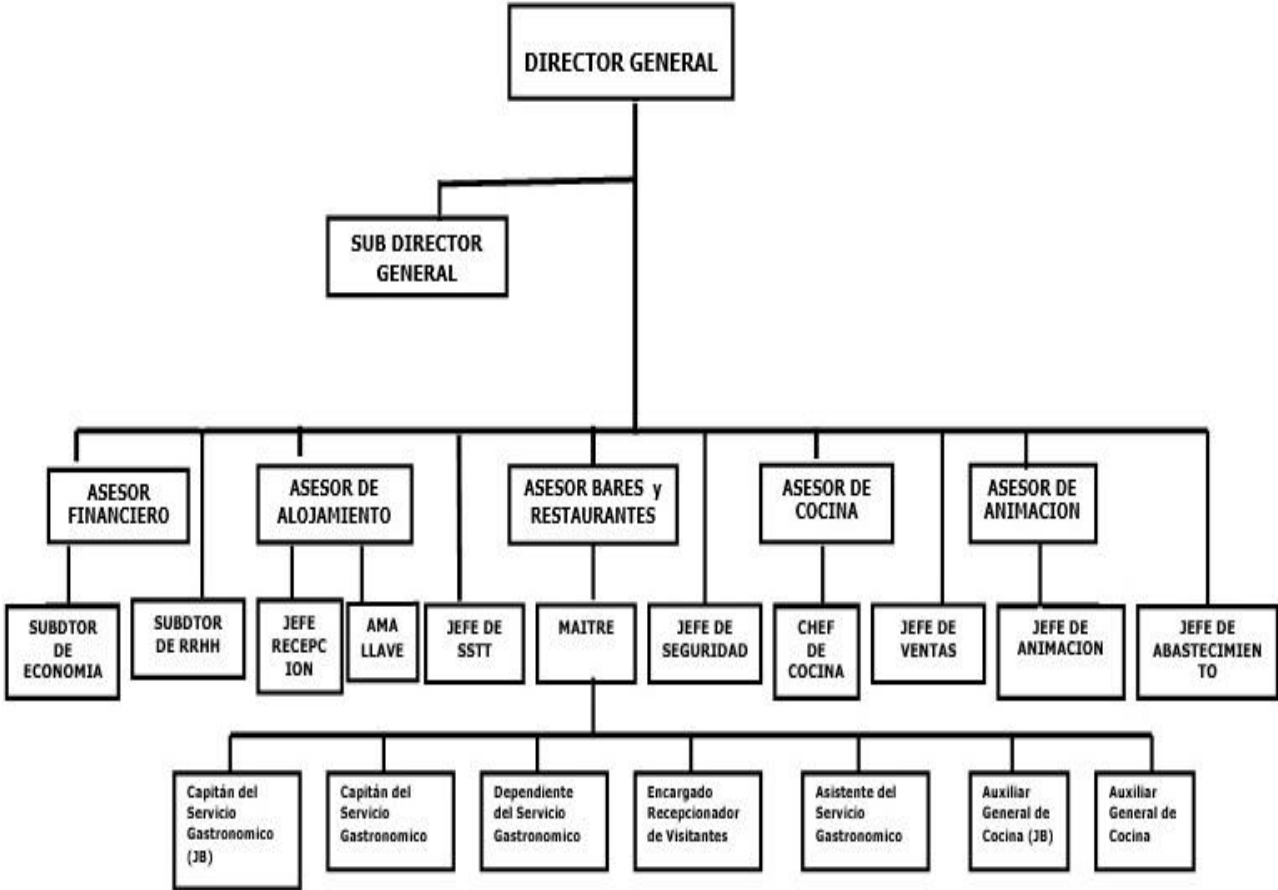 DIRECTOR GENERAL
SUB DIRECTOR
GENERAL
ASESOR
FINANCIERO
ASESOR DE
ALOJAMIENTO
ASESOR BARES y
RESTAURANTES
ASESOR DE
COCINA
ASESOR DE
ANIMACION
SUBDTOR
DE
ECONOMIA
SUBDTOR
DE RRHH
JEFE
RECEPC
ION
AMA
LLAVE
JEFE DE
SSTT
MAITRE
JEFE DE
SEGURIDAD
CHEF
DE
COCINA
JEFE DE
VENTAS
JEFE DE
ANIMACION
JEFE DE
ABASTECIMIEN
TO
Capitán del
Servicio
Gastronomico
(JB)
Capitán del
Servicio
Gastronomico
Dependiente
del Servicio
Gastronomico
Encargado
Recepcionador
de Visitantes
Asistente del
Servicio
Gastronomico
Auxiliar
General de
Cocina (JB)
Auxiliar
General de
Cocina